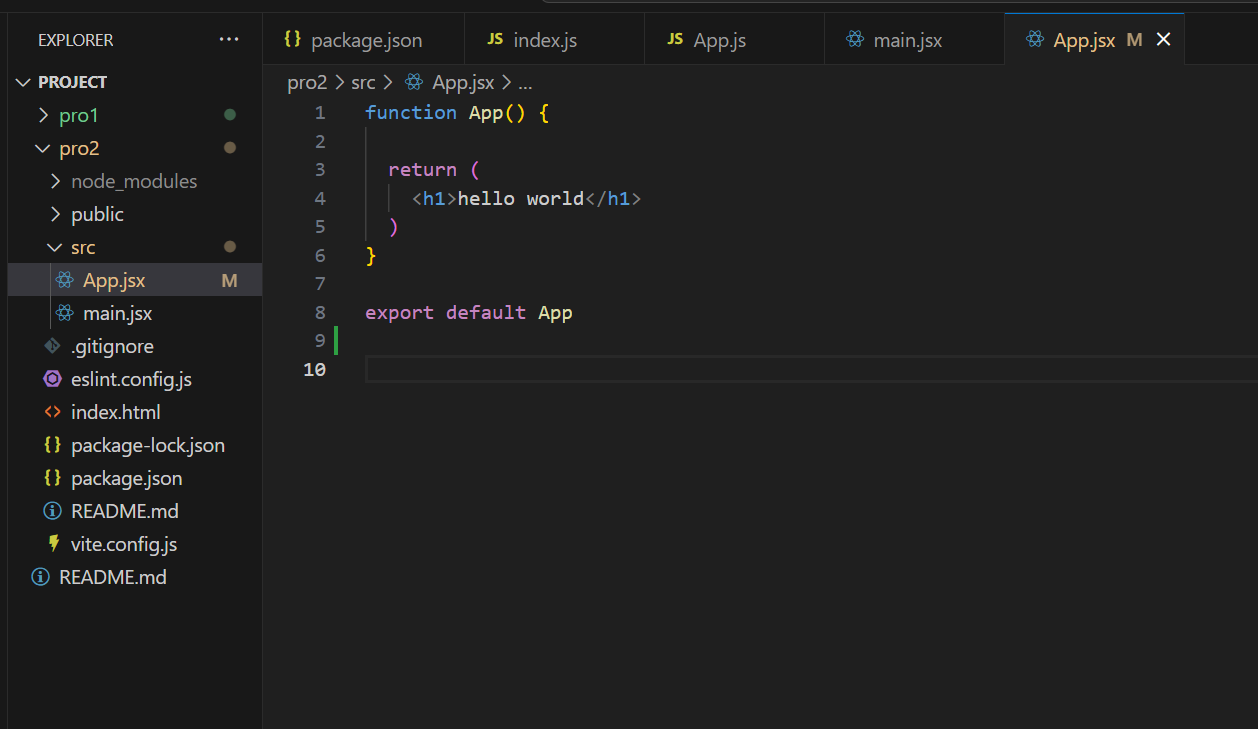 EXPLORER ...
PROJECT
pro1
pro2
node_modules
public
src
App.jsx M
main.jsx
.gitignore
eslint.config.js
<> index.html
{} package-lock.json
{} package.json
README.md
vite.config.js
README.md
{} package.json JS index.js JS App.js main.jsx App.jsx M
pro2 > src > App.jsx > ...
1 function App() {
2
3 return (
4 <h1>hello world</h1>
5 )
6 }
7
8 export default App
9
10